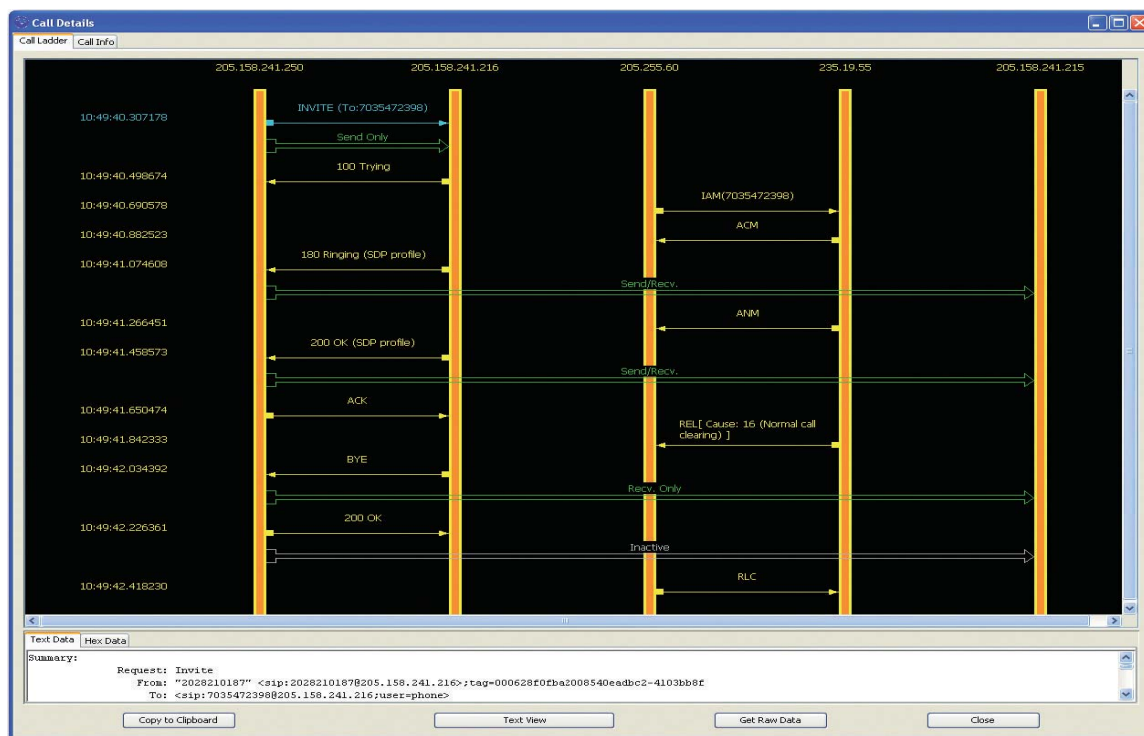 Call Details
Call Ladder Call Info
205.158.241.250 205.158.241.216 205.255.60 235.19.55 205.158.241.215
INVITE (To:7035472398)
10:49:40.307178
Send Only
100 Trying
10:49:40.498674
IAM(7035472398)
10:49:40.690578
ACM
10:49:40.882523
180 Ringing (SDP profile)
10:49:41.074608
Send/Recv.
ANM
10:49:41.266451
200 OK (SDP profile)
10:49:41.458573
Send/Recv.
ACK
10:49:41.650474
REL[ Cause: 16 (Normal call
clearing) ]
10:49:41.842333
BYE
10:49:42.034392
Recv. Only
200 OK
10:49:42.226361
Inactive
RLC
10:49:42.418230
Text Data Hex Data
Summary:
Request: Invite
From: "2028210187" <sip:2028210187@205.158.241.216>;tag=000628f0fba2008540eadbc2-4103bb8f
To: <sip:7035472398@205.158.241.216;user=phone>
Copy to Clipboard Text View Get Raw Data Close